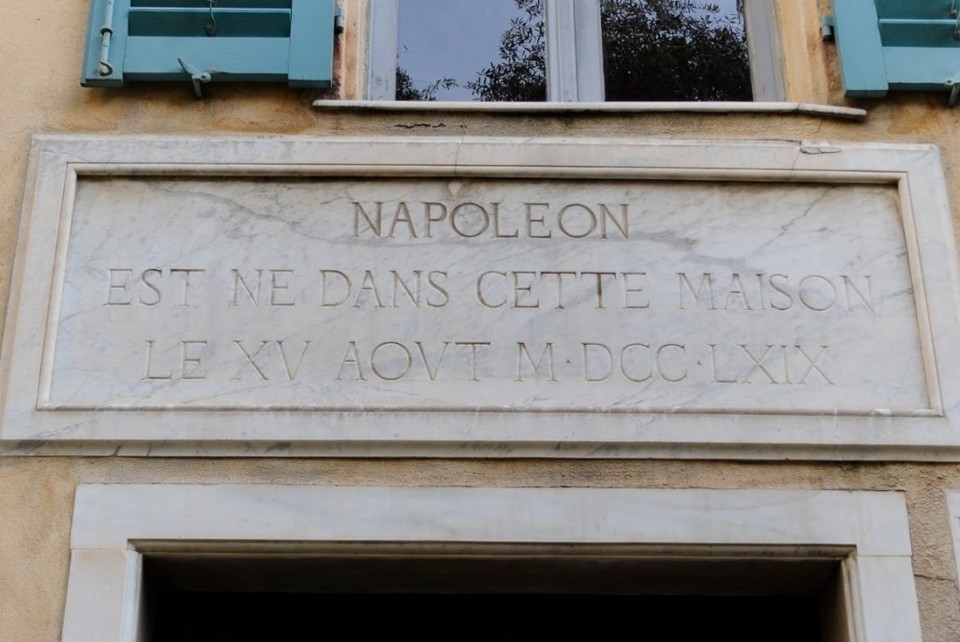 NAPOLEON
EST NE DANS CETTE MAISON
LE XV AOVT M·DCC·LXIX